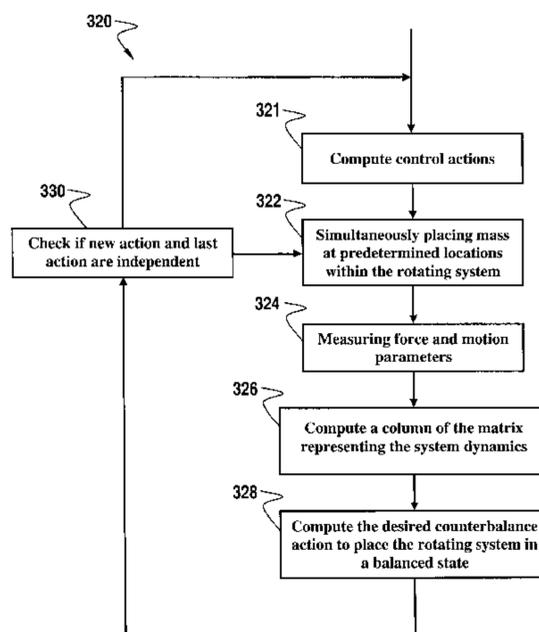 320
321
Compute control actions
330
Check if new action and last
action are independent
322
Simultaneously placing mass
at predetermined locations
within the rotating system
324
Measuring force and motion
parameters
326
Compute a column of the matrix
representing the system dynamics
328
Compute the desired counterbalance
action to place the rotating system in
a balanced state